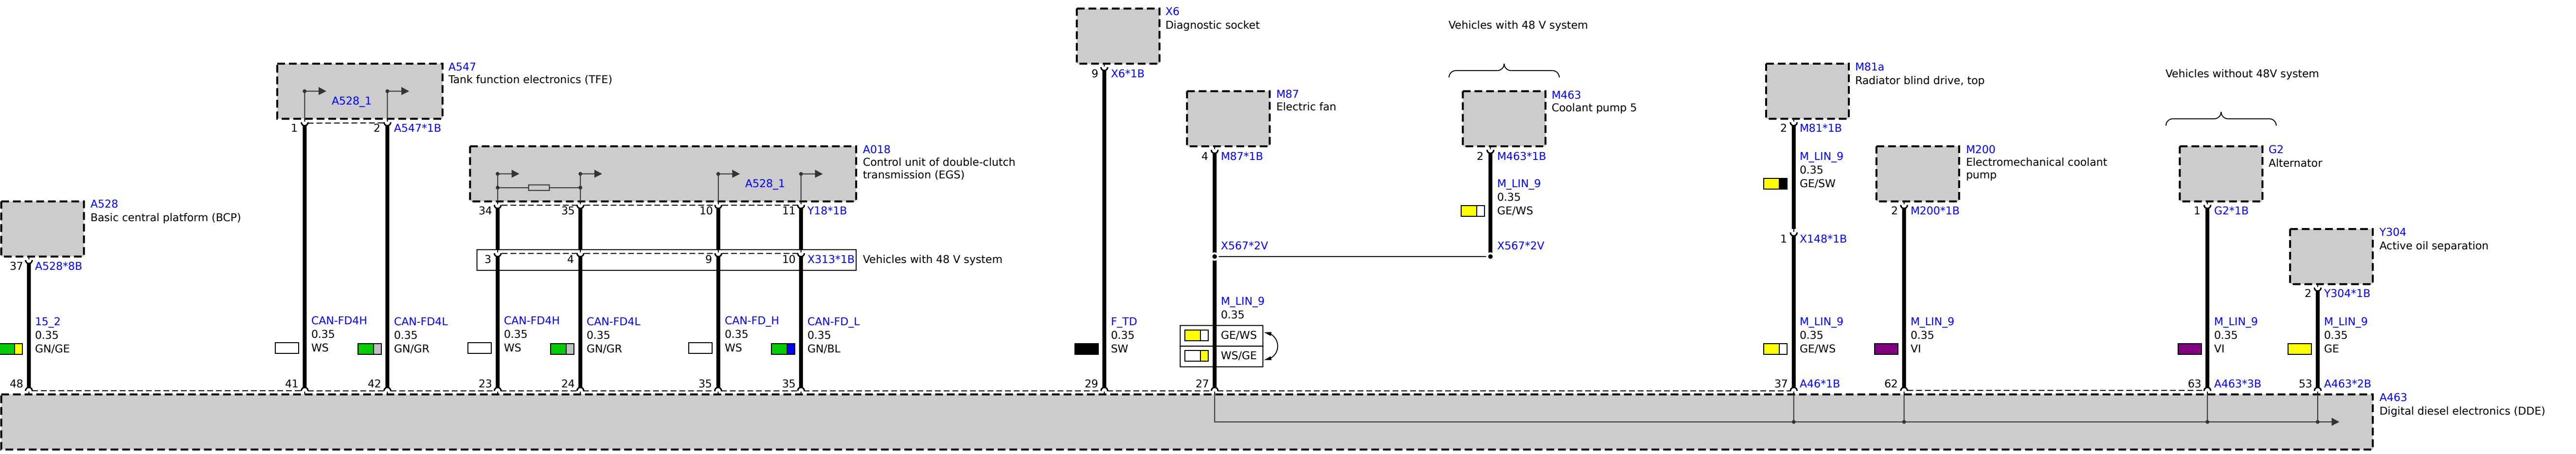 X6
Diagnostic socket
Vehicles with 48 V system
A547
Tank function electronics (TFE)
A528_1
1
2
A547*1B
9
X6*1B
M87
Electric fan
M463
Coolant pump 5
M81a
Radiator blind drive, top
Vehicles without 48V system
2
M81*1B
A018
Control unit of double-clutch
transmission (EGS)
A528_1
4
M87*1B
2
M463*1B
M_LIN_9
0.35
GE/SW
M200
Electromechanical coolant
pump
G2
Alternator
A528
Basic central platform (BCP)
34
35
10
11
Y18*1B
M_LIN_9
0.35
GE/WS
2
M200*1B
1
G2*1B
37
A528*8B
3
4
9
10
X313*1B
Vehicles with 48 V system
X567*2V
X567*2V
1
X148*1B
Y304
Active oil separation
2
Y304*1B
15_2
0.35
GN/GE
CAN-FD4H
0.35
WS
CAN-FD4L
0.35
GN/GR
CAN-FD4H
0.35
WS
CAN-FD4L
0.35
GN/GR
CAN-FD_H
0.35
WS
CAN-FD_L
0.35
GN/BL
F_TD
0.35
SW
M_LIN_9
0.35
GE/WS
WS/GE
M_LIN_9
0.35
GE/WS
M_LIN_9
0.35
VI
M_LIN_9
0.35
VI
M_LIN_9
0.35
GE
48
41
42
23
24
35
35
29
27
37
A46*1B
62
63
A463*3B
53
A463*2B
A463
Digital diesel electronics (DDE)